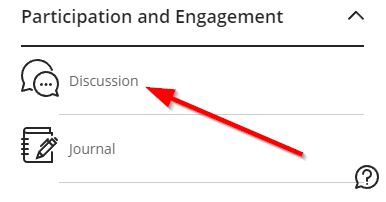 Participation and Engagement
Discussion
Journal
?